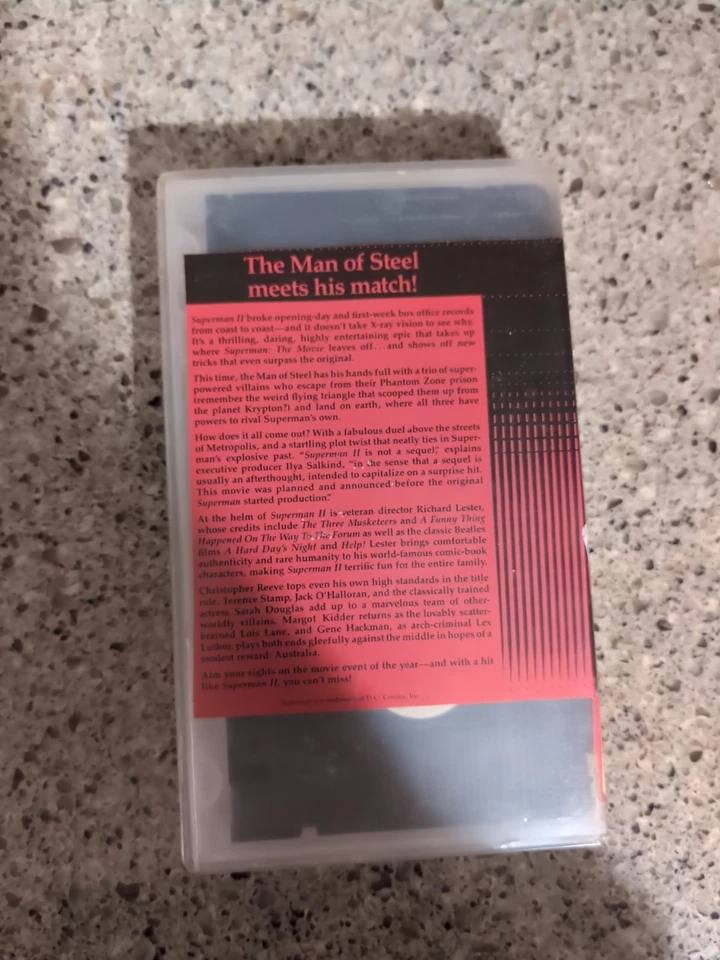 The Man of Steel
meets his match!
Superman II broke opening-day and first-week box office records
from coast to coast—and it doesn't take X-ray vision to see why.
It's a thrilling, daring, highly entertaining epic that takes up
where Superman: The Movie leaves off...and shows off new
tricks that even surpass the original.
This time, the Man of Steel has his hands full with a trio of super-
powered villains who escape from their Phantom Zone prison
(remember the weird flying triangle that scooped them up from
the planet Krypton?) and land on earth, where all three have
powers to rival Superman's own.
How does it all come out? With a fabulous duel above the streets
of Metropolis, and a startling plot twist that neatly ties in Super-
man's explosive past. "Superman II is not a sequel," explains
executive producer Ilya Salkind, "in the sense that a sequel is
usually an afterthought, intended to capitalize on a surprise hit.
This movie was planned and announced before the original
Superman started production."
At the helm of Superman II is veteran director Richard Lester,
whose credits include The Three Musketeers and A Funny Thing
Happened On The Way To The Forum as well as the classic Beatles
films A Hard Day's Night and Help! Lester brings comfortable
authenticity and rare humanity to his world-famous comic-book
characters, making Superman II terrific fun for the entire family.
Christopher Reeve tops even his own high standards in the title
role. Terence Stamp, Jack O'Halloran, and the classically trained
actress Sarah Douglas add up to a marvelous team of other-
worldly villains. Margot Kidder returns as the lovably scatter-
brained Lois Lane, and Gene Hackman, as arch-criminal Lex
Luthor, plays both ends gleefully against the middle in hopes of a
modest reward: Australia.
Aim your sights on the movie event of the year—and with a hit
like Superman II, you can't miss!
D.C. Comics, Inc.